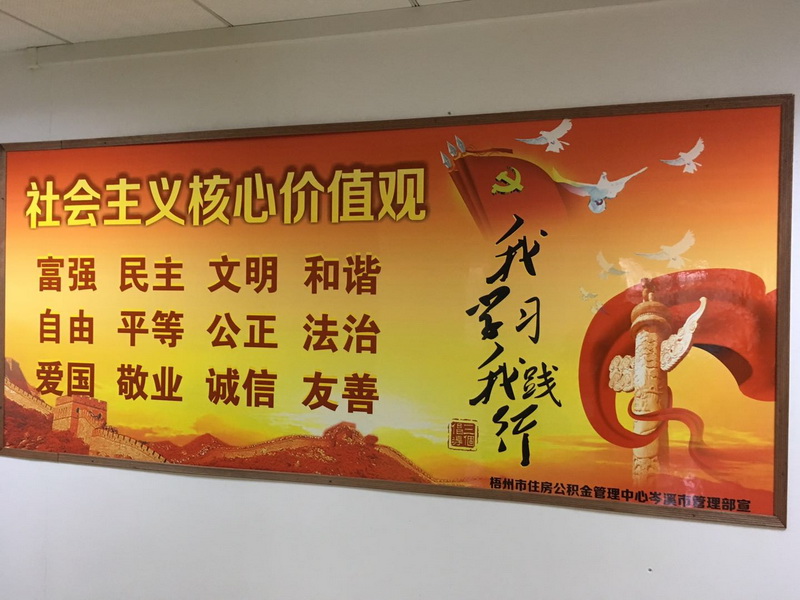 社会主义核心价值观
富强 民主 文明 和谐
自由 平等 公正 法治
爱国 敬业 诚信 友善
我学习
我践行
梧州市住房公积金管理中心岑溪市管理部宣